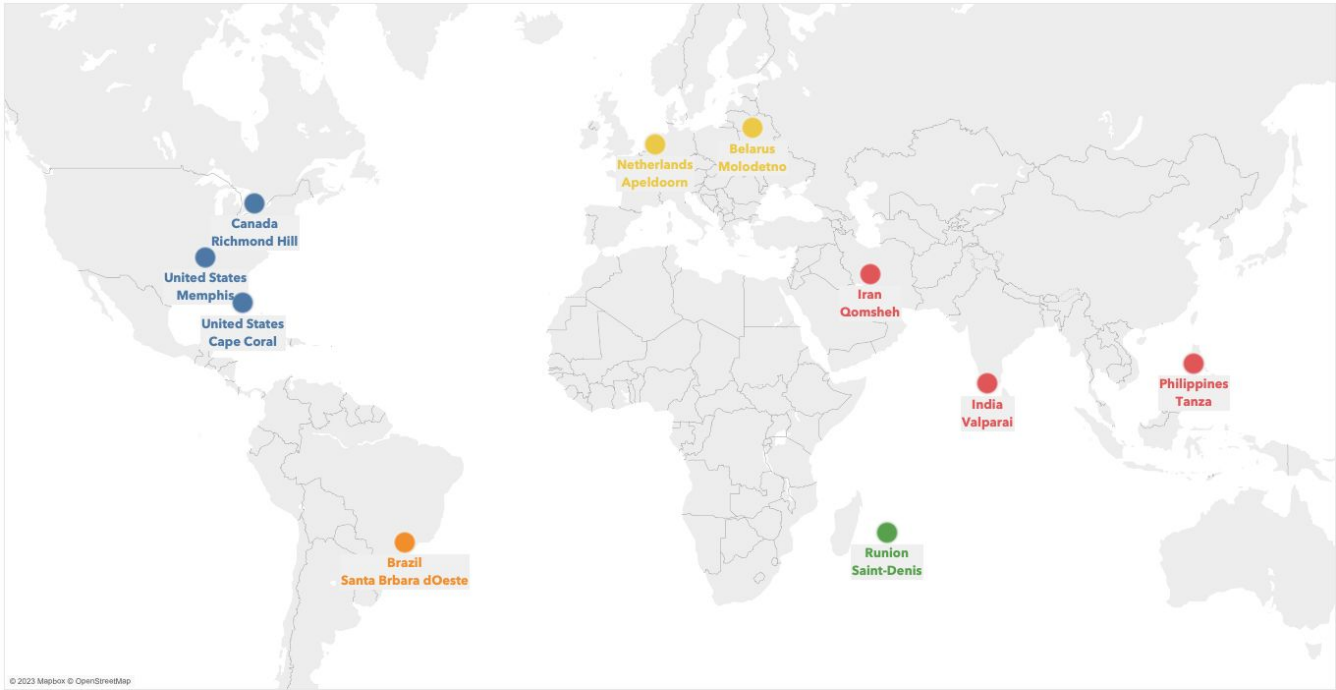 Belarus
Molodetno
Netherlands
Apeldoorn
Canada
Richmond Hill
United States
Memphis
United States
Cape Coral
Iran
Qomsheh
Philippines
Tanza
India
Valparai
Brazil
Santa Brbara dOeste
Runion
Saint-Denis
© 2023 Mapbox © OpenStreetMap